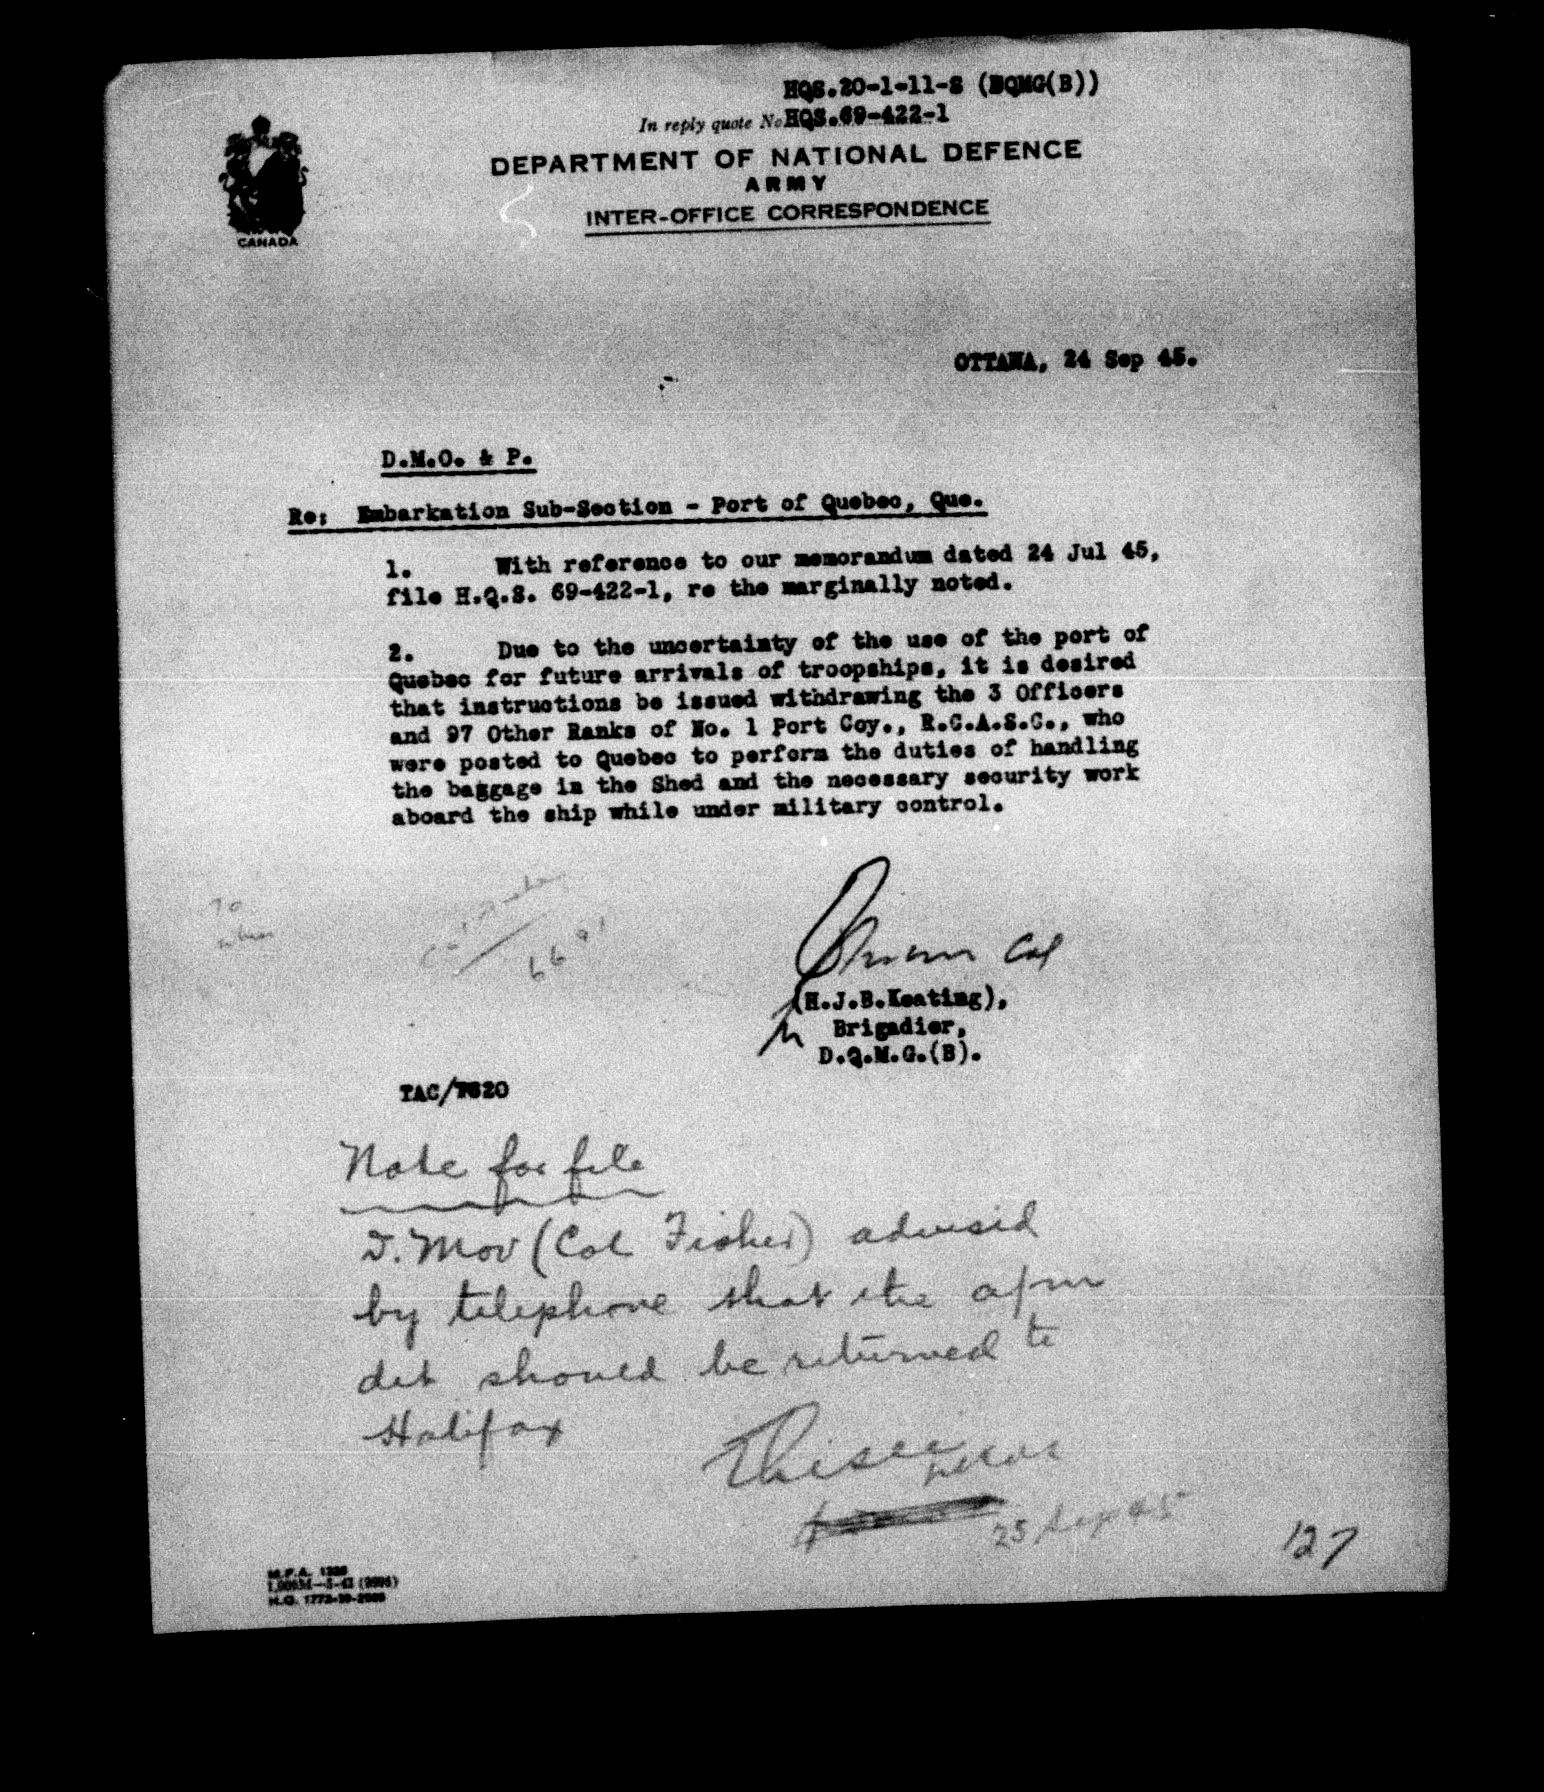 HQS.20-1-11-S (DQMG(B))
In reply quote No HQS.69-422-1
DEPARTMENT OF NATIONAL DEFENCE
ARMY
INTER-OFFICE CORRESPONDENCE
CANADA
OTTAWA, 24 Sep 45.
D.M.O. & P.
Re: Embarkation Sub-Section - Port of Quebec, Que.
1. With reference to our memorandum dated 24 Jul 45,
file H.Q.S. 69-422-1, re the marginally noted.
2. Due to the uncertainty of the use of the port of
Quebec for future arrivals of troopships, it is desired
that instructions be issued withdrawing the 3 Officers
and 97 Other Ranks of No. 1 Port Coy., R.C.A.S.C., who
were posted to Quebec to perform the duties of handling
the baggage in the Shed and the necessary security work
aboard the ship while under military control.
To
when
6691
Col
(H.J.B.Keating),
Brigadier,
D.Q.M.G.(B).
TAC/7620
Note for file
D. Mov (Col Fisher) advised
by telephone that the a/m
det should be returned to
Halifax
25 Sep 45
127
M.F.A.
H.Q. 1772-39-